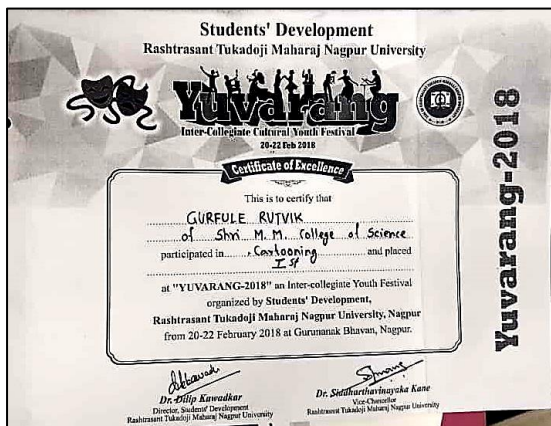 Students' Development
Rashtrasant Tukadoji Maharaj Nagpur University
Yuvarang
Inter-Collegiate Cultural Youth Festival
20-22 Feb 2018
Certificate of Excellence
This is to certify that
GURFULE RUTVIK
of Shri M. M. College of Science
participated in Cartooning and placed
Ist
at "YUVARANG-2018" an Inter-collegiate Youth Festival
organized by Students' Development,
Rashtrasant Tukadoji Maharaj Nagpur University, Nagpur
from 20-22 February 2018 at Gurunanak Bhavan, Nagpur.
Dr. Dilip Kawadkar
Director, Students' Development
Rashtrasant Tukadoji Maharaj Nagpur University
Dr. Siddharthavinayaka Kane
Vice-Chancellor
Rashtrasant Tukadoji Maharaj Nagpur University
Yuvarang-2018